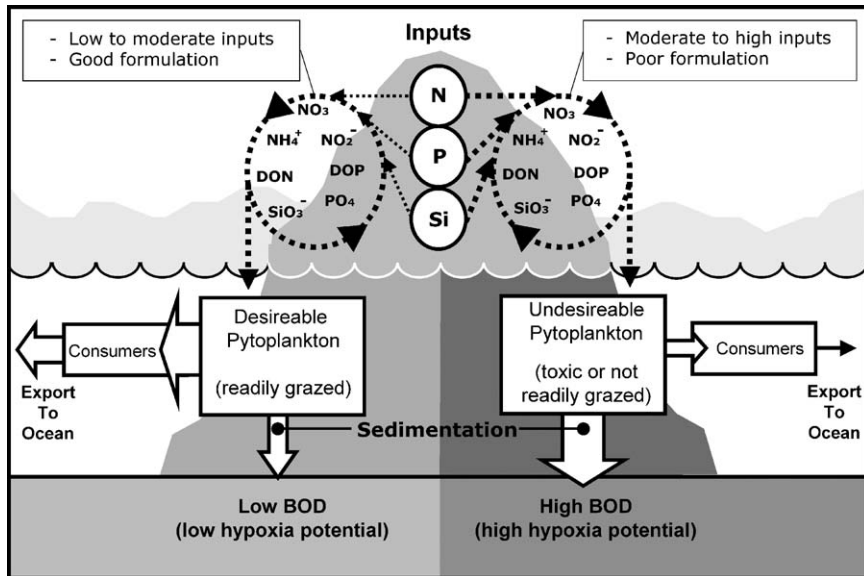 - Low to moderate inputs
- Good formulation
Inputs
- Moderate to high inputs
- Poor formulation
N
P
Si
NO3
NH4+ NO2-
DON DOP
SiO3- PO4
NO3
NH4+ NO2-
DON DOP
SiO3- PO4
Desireable
Pytoplankton
(readily grazed)
Undesireable
Pytoplankton
(toxic or not
readily grazed)
Consumers
Consumers
Export
To
Ocean
Export
To
Ocean
Sedimentation
Low BOD
(low hypoxia potential)
High BOD
(high hypoxia potential)